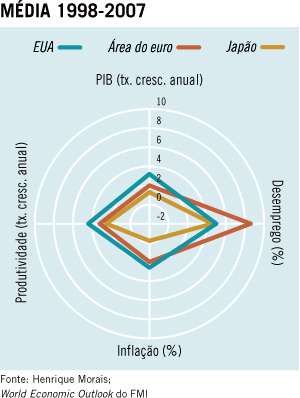 MÉDIA 1998-2007
EUA
Área do euro
Japão
PIB (tx. cresc. anual)
10
8
6
4
2
0
-2
Produtividade (tx. cresc. anual)
Desemprego (%)
Inflação (%)
Fonte: Henrique Morais;
World Economic Outlook do FMI